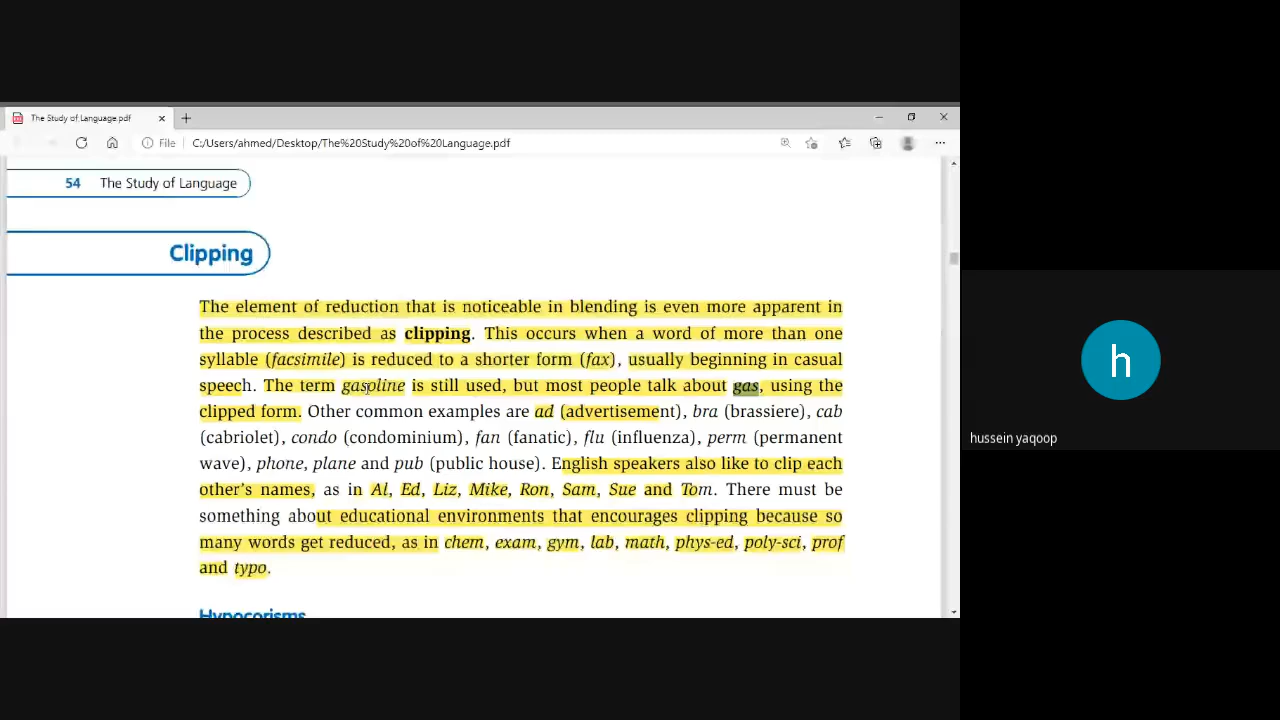 The Study of Language.pdf
File C:/Users/ahmed/Desktop/The%20Study%20of%20Language.pdf
54 The Study of Language
Clipping
The element of reduction that is noticeable in blending is even more apparent in
the process described as clipping. This occurs when a word of more than one
syllable (facsimile) is reduced to a shorter form (fax), usually beginning in casual
speech. The term gasoline is still used, but most people talk about gas, using the
clipped form. Other common examples are ad (advertisement), bra (brassiere), cab
(cabriolet), condo (condominium), fan (fanatic), flu (influenza), perm (permanent
wave), phone, plane and pub (public house). English speakers also like to clip each
other's names, as in Al, Ed, Liz, Mike, Ron, Sam, Sue and Tom. There must be
something about educational environments that encourages clipping because so
many words get reduced, as in chem, exam, gym, lab, math, phys-ed, poly-sci, prof
and typo.
Hypocorisms
h
hussein yaqoop